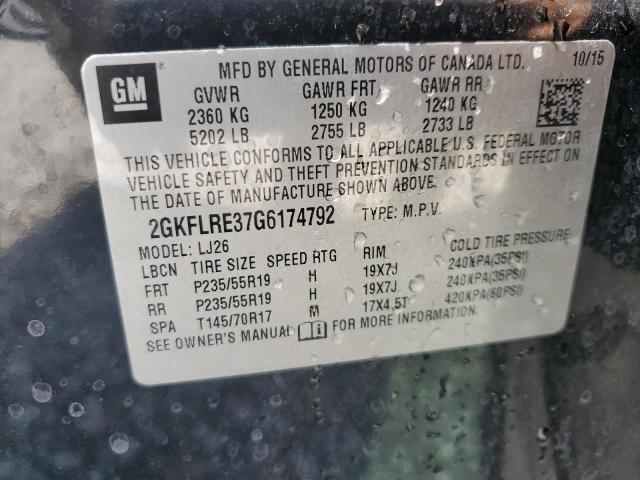 GM
MFD BY GENERAL MOTORS OF CANADA LTD. 10/15
GVWR GAWR FRT GAWR RR
2360 KG 1250 KG 1240 KG
5202 LB 2755 LB 2733 LB
THIS VEHICLE CONFORMS TO ALL APPLICABLE U.S. FEDERAL MOTOR
VEHICLE SAFETY AND THEFT PREVENTION STANDARDS IN EFFECT ON
THE DATE OF MANUFACTURE SHOWN ABOVE.
2GKFLRE37G6174792 TYPE: M.P.V.
MODEL: LJ26
LBCN TIRE SIZE SPEED RTG RIM COLD TIRE PRESSURE
FRT P235/55R19 H 19X7J 240KPA(35PSI)
RR P235/55R19 H 19X7J 240KPA(35PSI)
SPA T145/70R17 M 17X4,5T 420KPA(60PSI)
SEE OWNER'S MANUAL FOR MORE INFORMATION.